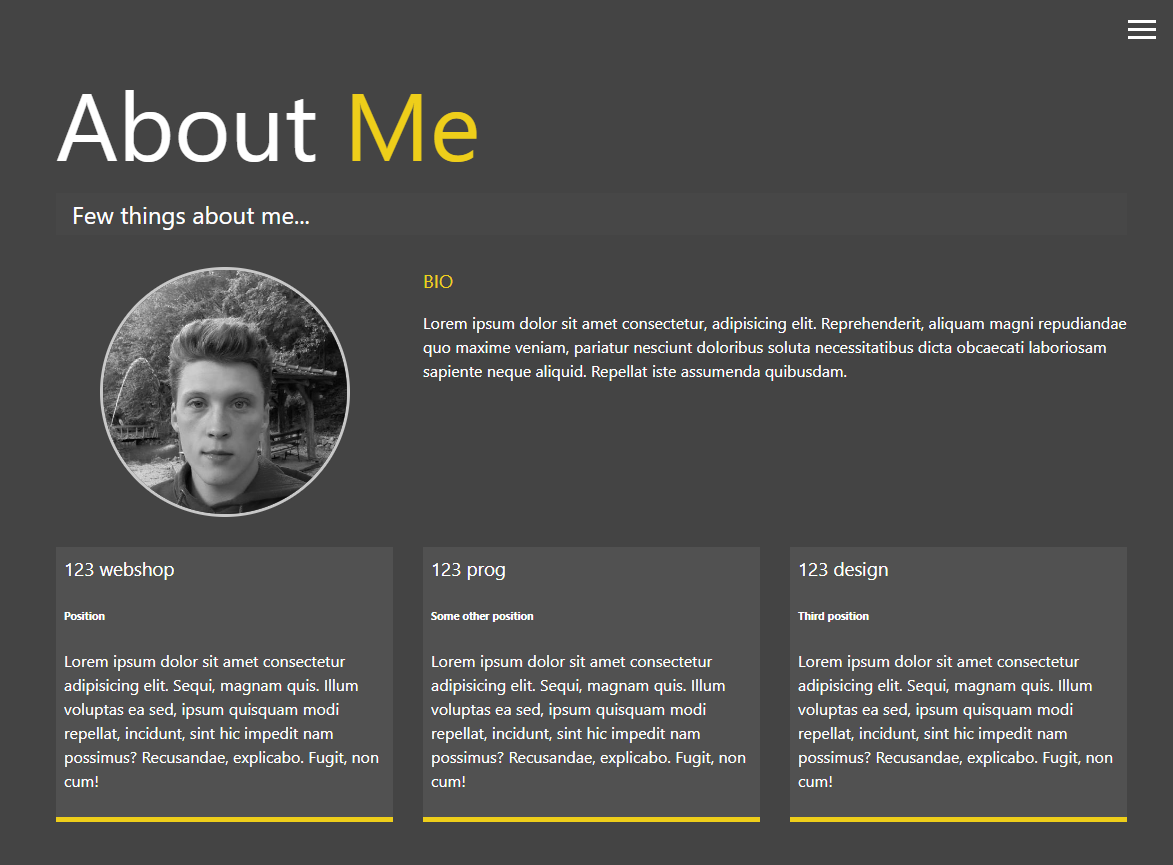 About Me
Few things about me...
BIO
Lorem ipsum dolor sit amet consectetur, adipisicing elit. Reprehenderit, aliquam magni repudiandae
quo maxime veniam, pariatur nesciunt doloribus soluta necessitatibus dicta obcaecati laboriosam
sapiente neque aliquid. Repellat iste assumenda quibusdam.
123 webshop
Position
Lorem ipsum dolor sit amet consectetur
adipisicing elit. Sequi, magnam quis. Illum
voluptas ea sed, ipsum quisquam modi
repellat, incidunt, sint hic impedit nam
possimus? Recusandae, explicabo. Fugit, non
cum!
123 prog
Some other position
Lorem ipsum dolor sit amet consectetur
adipisicing elit. Sequi, magnam quis. Illum
voluptas ea sed, ipsum quisquam modi
repellat, incidunt, sint hic impedit nam
possimus? Recusandae, explicabo. Fugit, non
cum!
123 design
Third position
Lorem ipsum dolor sit amet consectetur
adipisicing elit. Sequi, magnam quis. Illum
voluptas ea sed, ipsum quisquam modi
repellat, incidunt, sint hic impedit nam
possimus? Recusandae, explicabo. Fugit, non
cum!